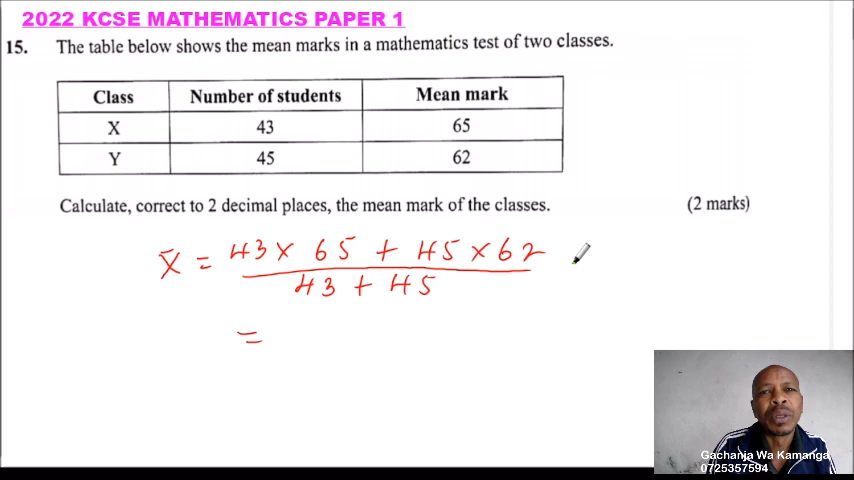 2022 KCSE MATHEMATICS PAPER 1
15. The table below shows the mean marks in a mathematics test of two classes.
Class Number of students Mean mark
X 43 65
Y 45 62
Calculate, correct to 2 decimal places, the mean mark of the classes. (2 marks)
x̄ = 43 × 65 + 45 × 62
43 + 45
=
Gachanja Wa Kamanga
0725357594